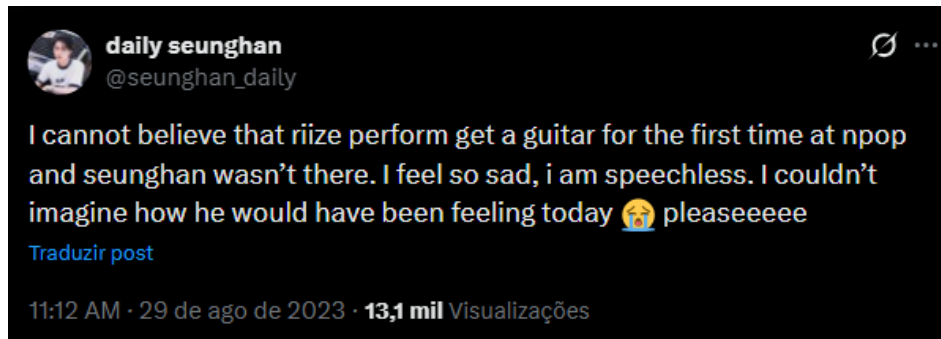 daily seunghan
@seunghan_daily
I cannot believe that riize perform get a guitar for the first time at npop
and seunghan wasn’t there. I feel so sad, i am speechless. I couldn’t
imagine how he would have been feeling today 😭 pleaseeeee
Traduzir post
11:12 AM · 29 de ago de 2023 · 13,1 mil Visualizações